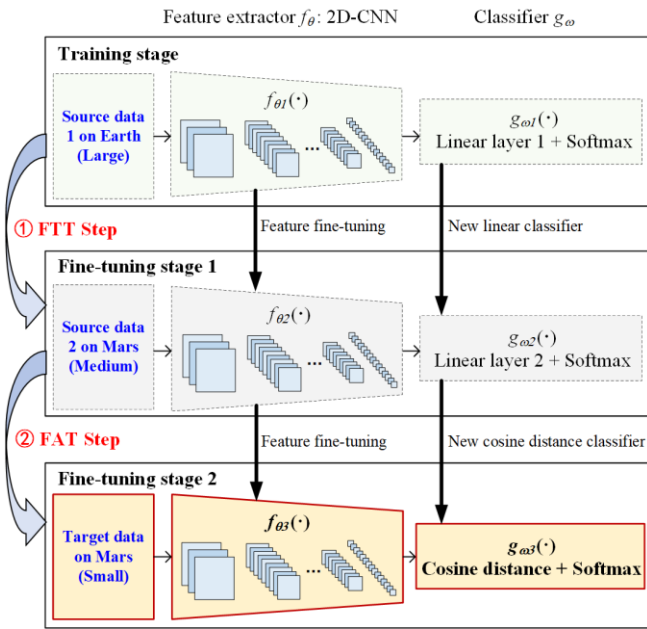 Feature extractor fθ: 2D-CNN
Classifier gω
Training stage
Source data
1 on Earth
(Large)
fθ1(·)
...
gω1(·)
Linear layer 1 + Softmax
① FTT Step
Feature fine-tuning
New linear classifier
Fine-tuning stage 1
Source data
2 on Mars
(Medium)
fθ2(·)
...
gω2(·)
Linear layer 2 + Softmax
② FAT Step
Feature fine-tuning
New cosine distance classifier
Fine-tuning stage 2
Target data
on Mars
(Small)
fθ3(·)
...
gω3(·)
Cosine distance + Softmax